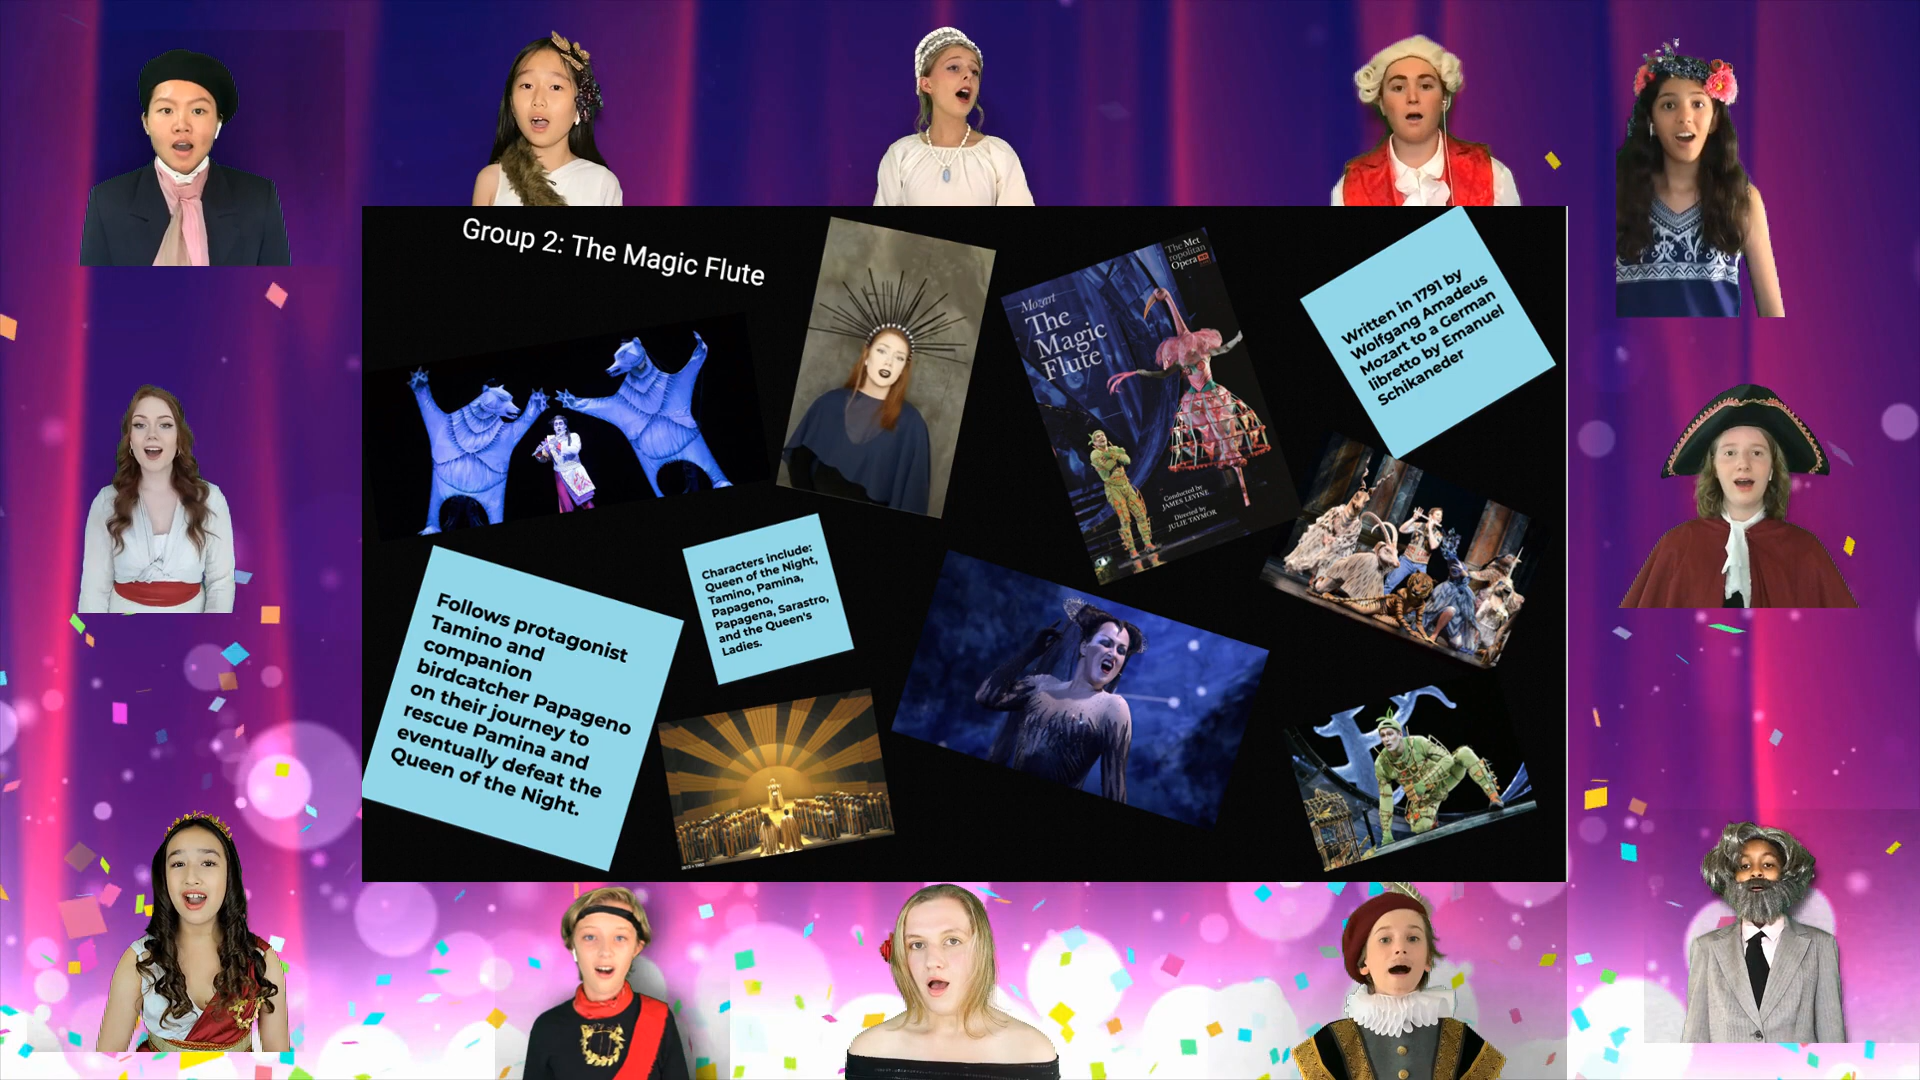 Group 2: The Magic Flute
The Met
ropolitan
Opera
Mozart
The
Magic
Flute
Conducted by
JAMES LEVINE
Directed by
JULIE TAYMOR
Written in 1791 by
Wolfgang Amadeus
Mozart to a German
libretto by Emanuel
Schikaneder
Characters include:
Queen of the Night,
Tamino, Pamina,
Papageno,
Papagena, Sarastro,
and the Queen's
Ladies.
Follows protagonist
Tamino and
companion
birdcatcher Papageno
on their journey to
rescue Pamina and
eventually defeat the
Queen of the Night.